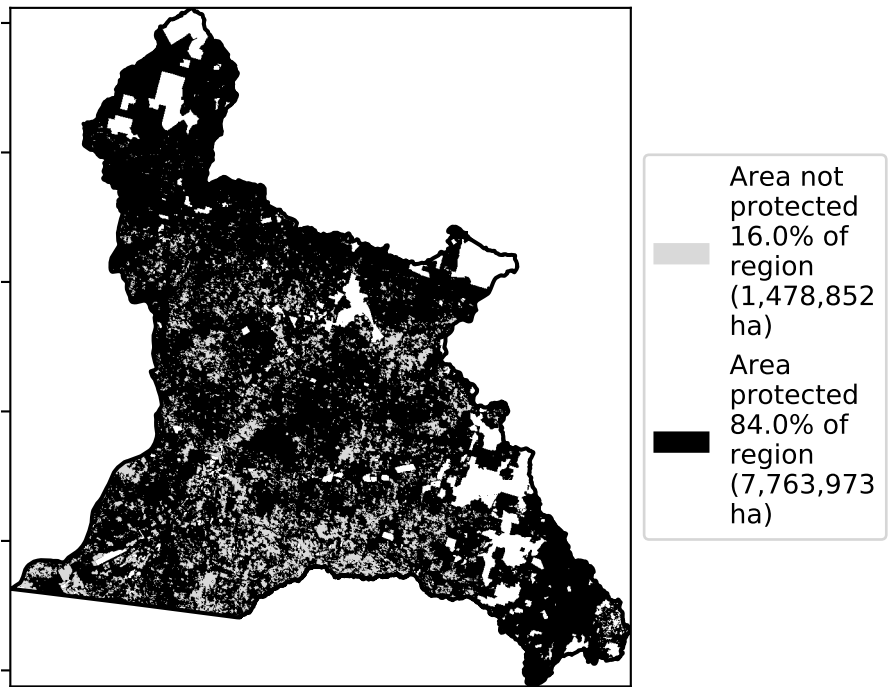 Area not
protected
16.0% of
region
(1,478,852
ha)
Area
protected
84.0% of
region
(7,763,973
ha)